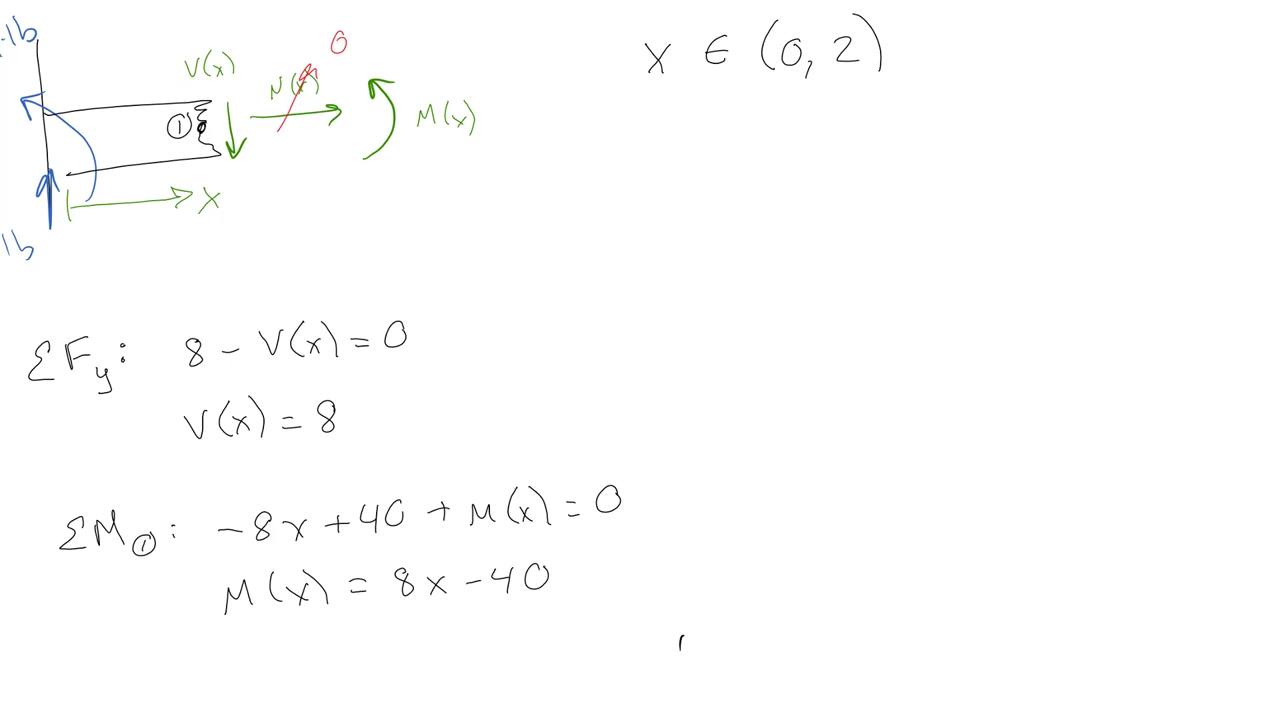 -lb
V(x)
N(x)
0
M(x)
①
X
lb
x ∈ (0, 2)
ΣFy: 8 - V(x) = 0
V(x) = 8
ΣM①: -8x + 40 + M(x) = 0
M(x) = 8x - 40